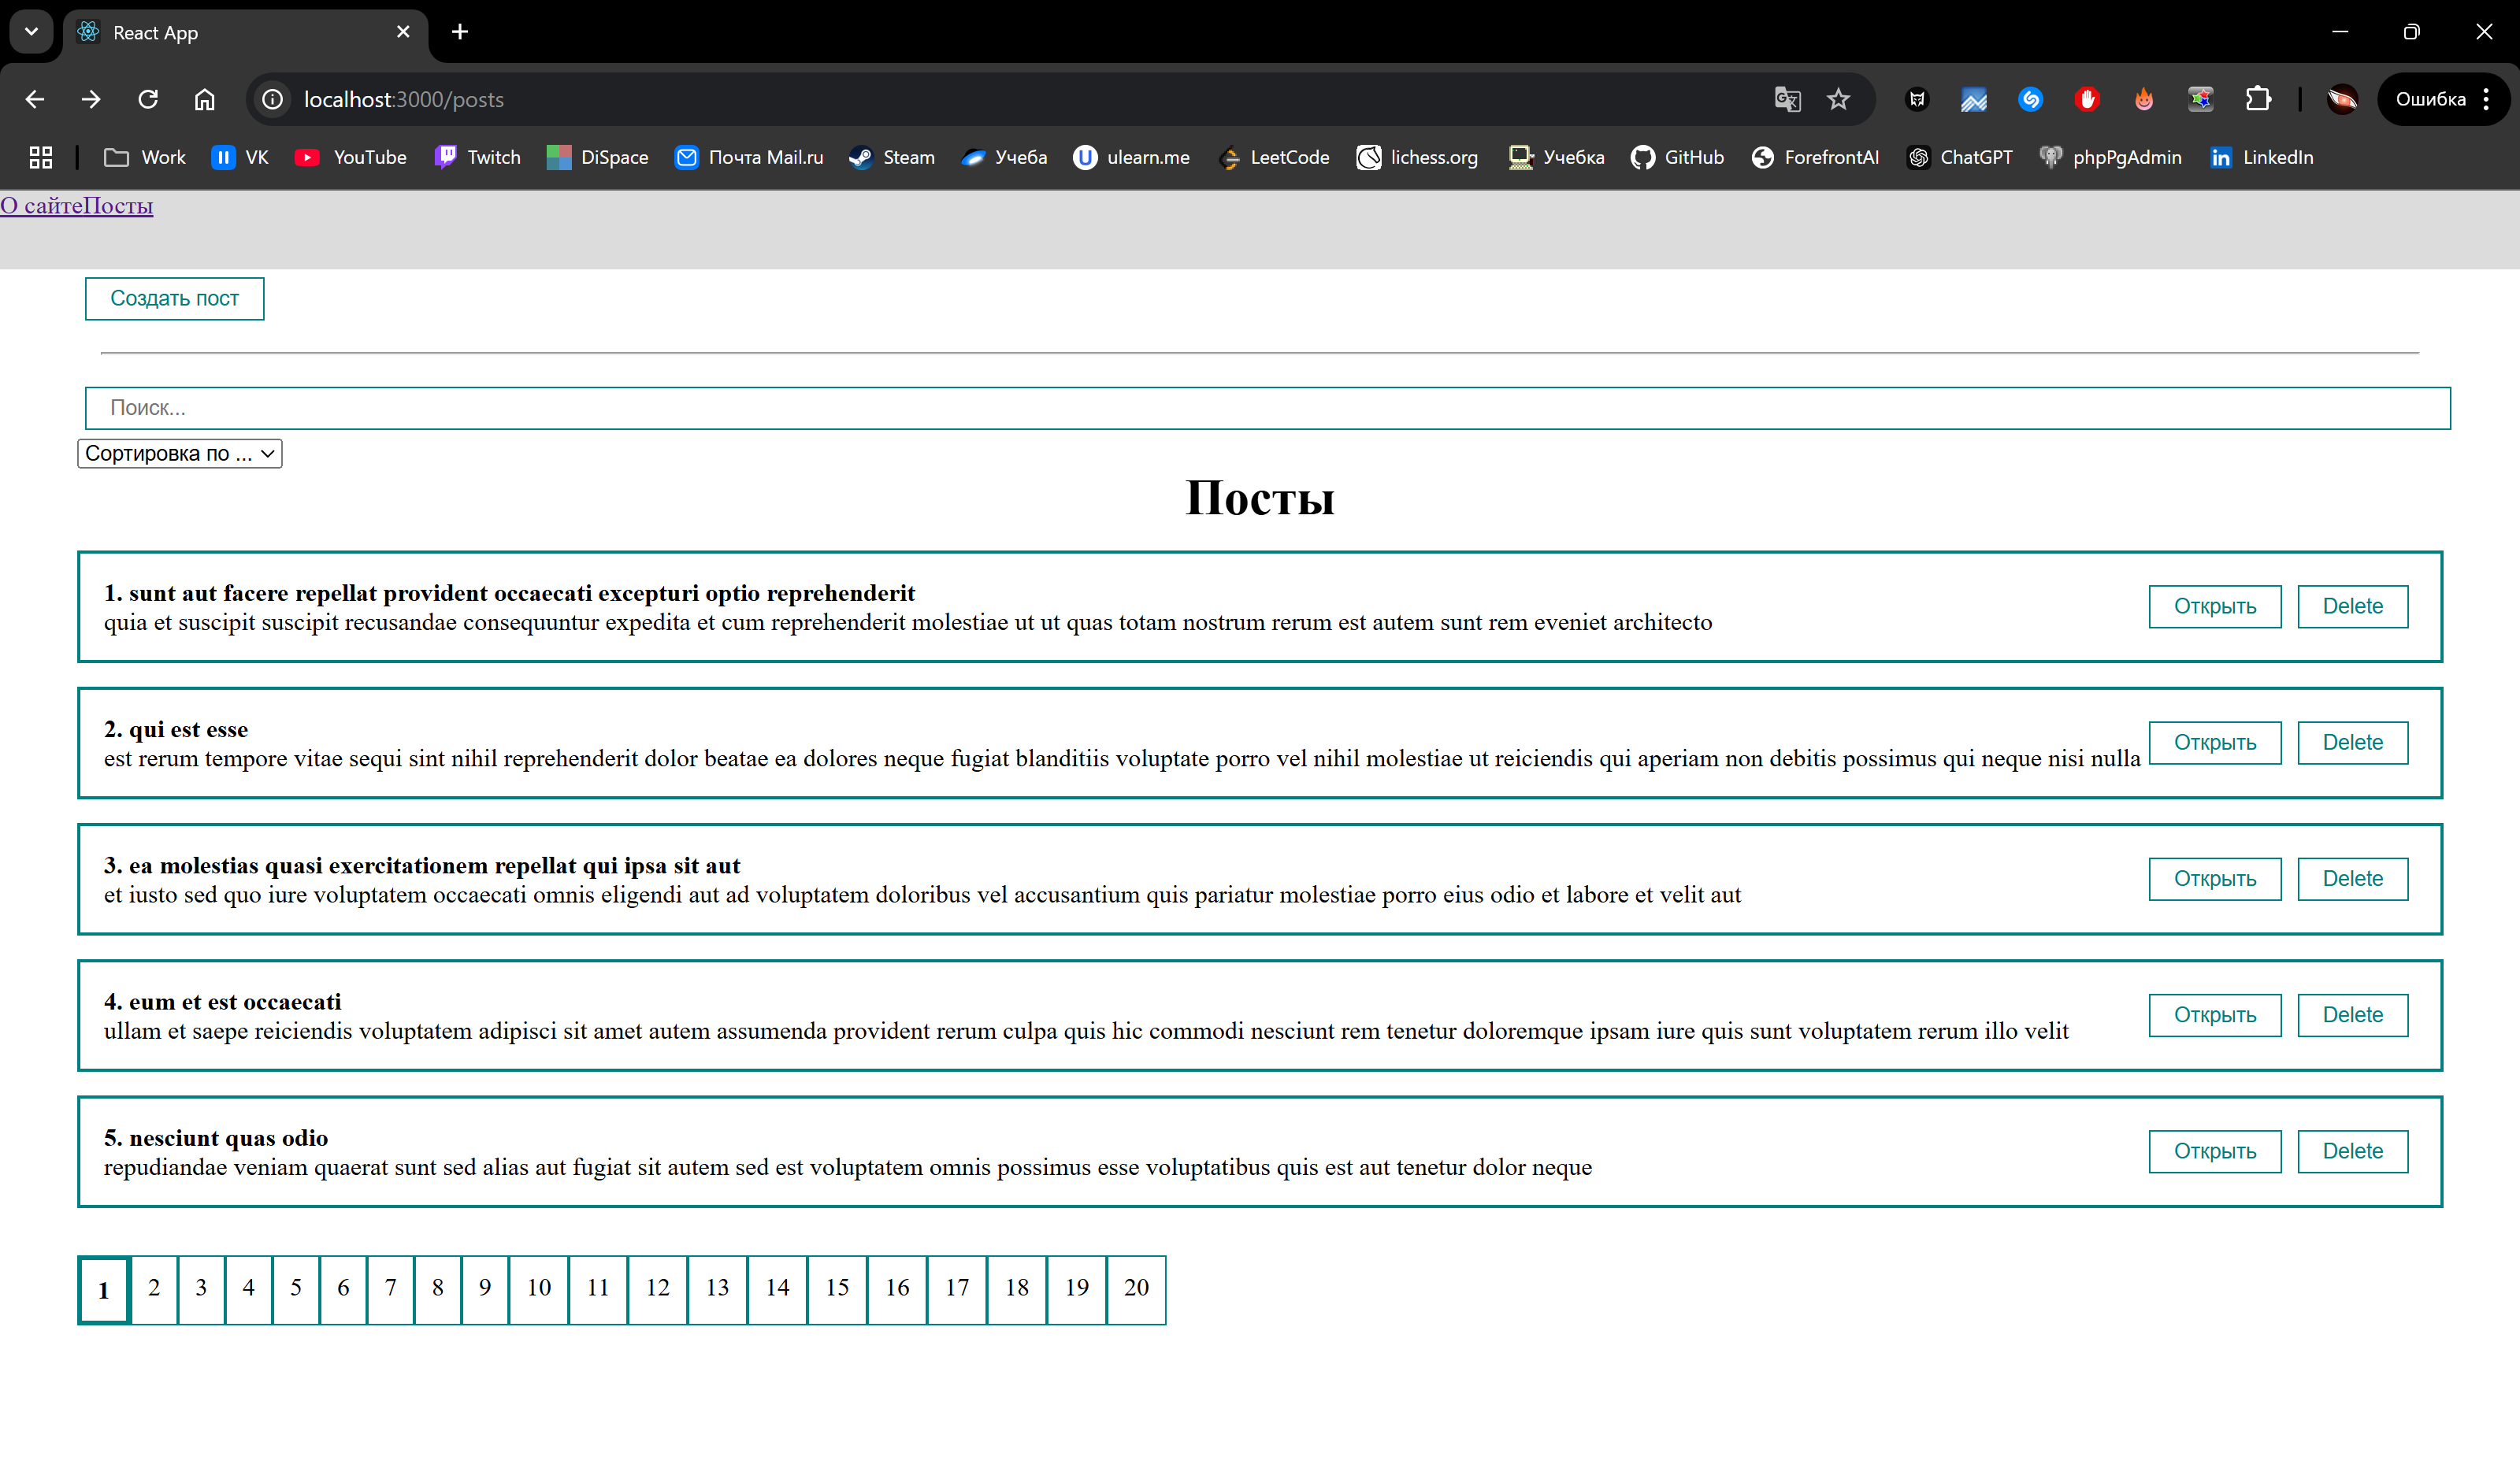 React App
localhost:3000/posts
Ошибка
Work VK YouTube Twitch DiSpace Почта Mail.ru Steam Учеба ulearn.me LeetCode lichess.org Учебка GitHub ForefrontAI ChatGPT phpPgAdmin LinkedIn
О сайтеПосты
Создать пост
Поиск...
Сортировка по ...
Посты
1. sunt aut facere repellat provident occaecati excepturi optio reprehenderit
quia et suscipit suscipit recusandae consequuntur expedita et cum reprehenderit molestiae ut ut quas totam nostrum rerum est autem sunt rem eveniet architecto
Открыть Delete
2. qui est esse
est rerum tempore vitae sequi sint nihil reprehenderit dolor beatae ea dolores neque fugiat blanditiis voluptate porro vel nihil molestiae ut reiciendis qui aperiam non debitis possimus qui neque nisi nulla
Открыть Delete
3. ea molestias quasi exercitationem repellat qui ipsa sit aut
et iusto sed quo iure voluptatem occaecati omnis eligendi aut ad voluptatem doloribus vel accusantium quis pariatur molestiae porro eius odio et labore et velit aut
Открыть Delete
4. eum et est occaecati
ullam et saepe reiciendis voluptatem adipisci sit amet autem assumenda provident rerum culpa quis hic commodi nesciunt rem tenetur doloremque ipsam iure quis sunt voluptatem rerum illo velit
Открыть Delete
5. nesciunt quas odio
repudiandae veniam quaerat sunt sed alias aut fugiat sit autem sed est voluptatem omnis possimus esse voluptatibus quis est aut tenetur dolor neque
Открыть Delete
1 2 3 4 5 6 7 8 9 10 11 12 13 14 15 16 17 18 19 20